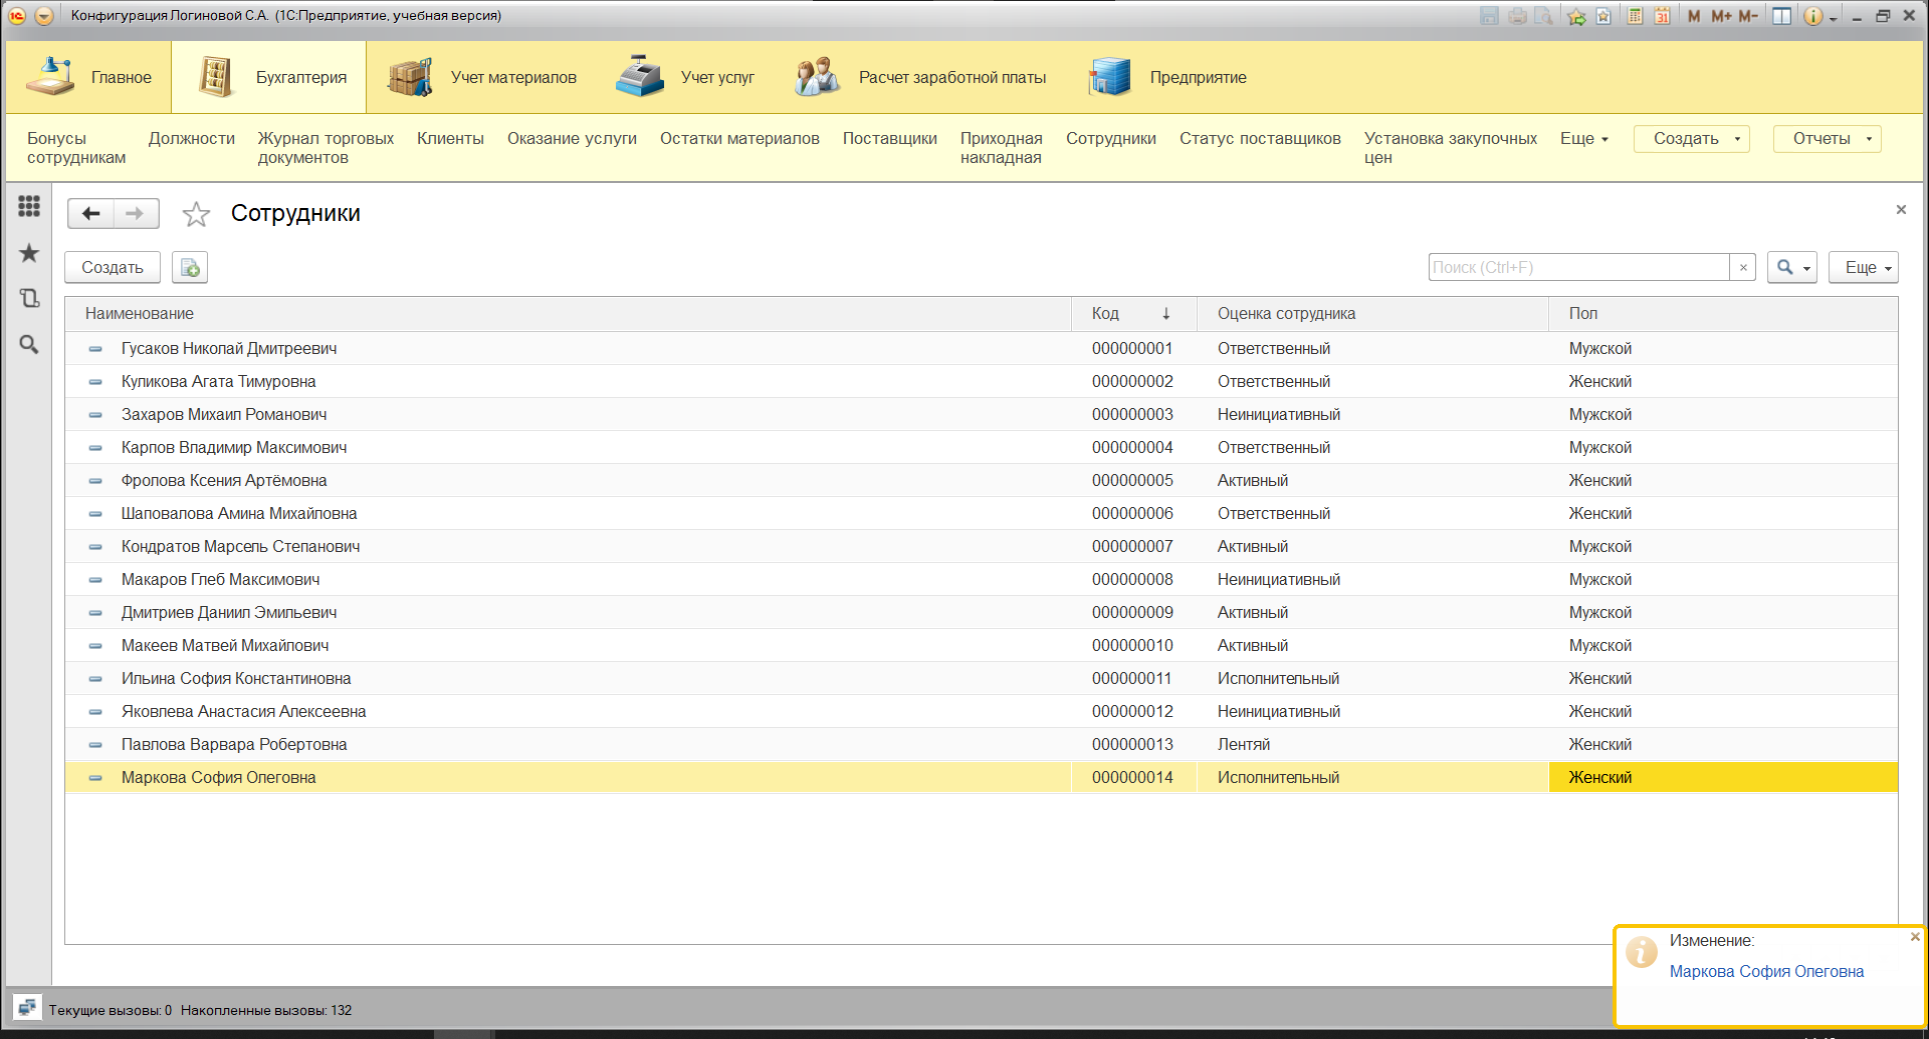 Конфигурация Логиновой С.А. (1С:Предприятие, учебная версия)
31 M M+ M-
Главное Бухгалтерия Учет материалов Учет услуг Расчет заработной платы Предприятие
Бонусы сотрудникам Должности Журнал торговых документов Клиенты Оказание услуги Остатки материалов Поставщики Приходная накладная Сотрудники Статус поставщиков Установка закупочных цен Еще Создать Отчеты
Сотрудники
Создать Поиск (Ctrl+F) × Еще
Наименование Код ↓ Оценка сотрудника Пол
Гусаков Николай Дмитреевич 000000001 Ответственный Мужской
Куликова Агата Тимуровна 000000002 Ответственный Женский
Захаров Михаил Романович 000000003 Неинициативный Мужской
Карпов Владимир Максимович 000000004 Ответственный Мужской
Фролова Ксения Артёмовна 000000005 Активный Женский
Шаповалова Амина Михайловна 000000006 Ответственный Женский
Кондратов Марсель Степанович 000000007 Активный Мужской
Макаров Глеб Максимович 000000008 Неинициативный Мужской
Дмитриев Даниил Эмильевич 000000009 Активный Мужской
Макеев Матвей Михайлович 000000010 Активный Мужской
Ильина София Константиновна 000000011 Исполнительный Женский
Яковлева Анастасия Алексеевна 000000012 Неинициативный Женский
Павлова Варвара Робертовна 000000013 Лентяй Женский
Маркова София Олеговна 000000014 Исполнительный Женский
Изменение:
Маркова София Олеговна
Текущие вызовы: 0 Накопленные вызовы: 132